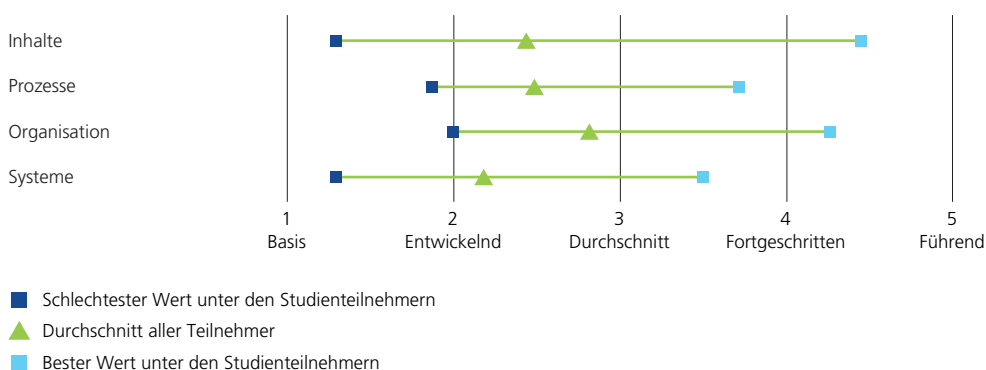 Inhalte
Prozesse
Organisation
Systeme
1 2 3 4 5
Basis Entwickelnd Durchschnitt Fortgeschritten Führend
Schlechtester Wert unter den Studienteilnehmern
Durchschnitt aller Teilnehmer
Bester Wert unter den Studienteilnehmern